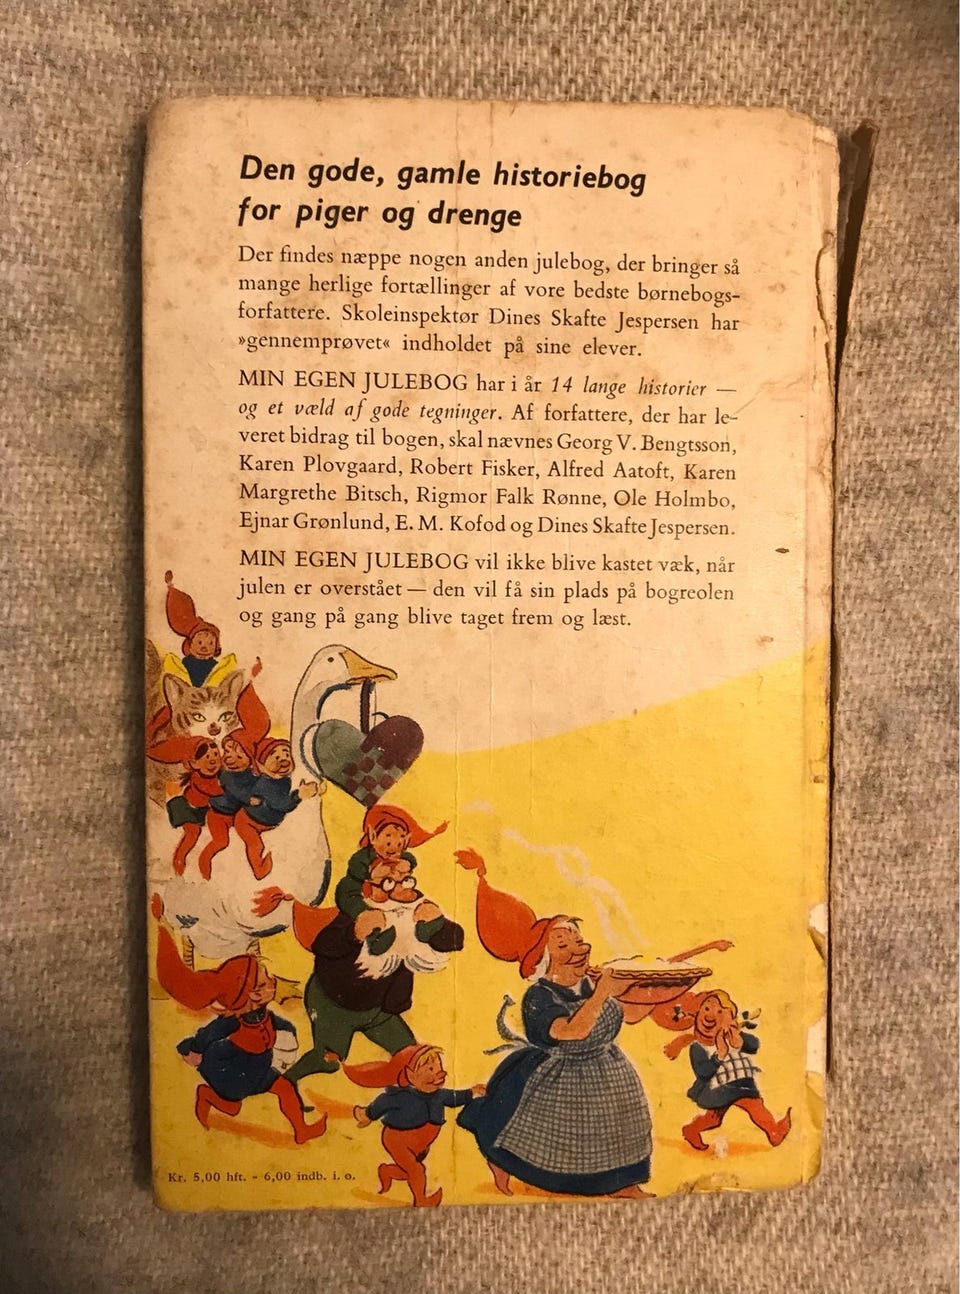 Den gode, gamle historiebog
for piger og drenge
Der findes næppe nogen anden julebog, der bringer så
mange herlige fortællinger af vore bedste børnebogs-
forfattere. Skoleinspektør Dines Skafte Jespersen har
»gennemprøvet« indholdet på sine elever.
MIN EGEN JULEBOG har i år 14 lange historier —
og et væld af gode tegninger. Af forfattere, der har le-
veret bidrag til bogen, skal nævnes Georg V. Bengtsson,
Karen Plovgaard, Robert Fisker, Alfred Aatoft, Karen
Margrethe Bitsch, Rigmor Falk Rønne, Ole Holmbo,
Ejnar Grønlund, E. M. Kofod og Dines Skafte Jespersen.
MIN EGEN JULEBOG vil ikke blive kastet væk, når
julen er overstået — den vil få sin plads på bogreolen
og gang på gang blive taget frem og læst.
Kr. 5,00 hft. - 6,00 indb. i. o.